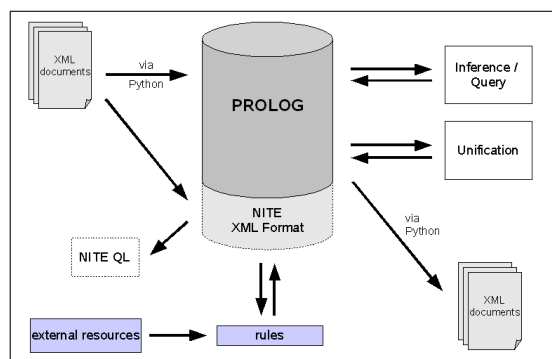 XML
documents
via
Python
PROLOG
Inference /
Query
Unification
NITE
XML Format
via
Python
NITE QL
XML
documents
external resources
rules